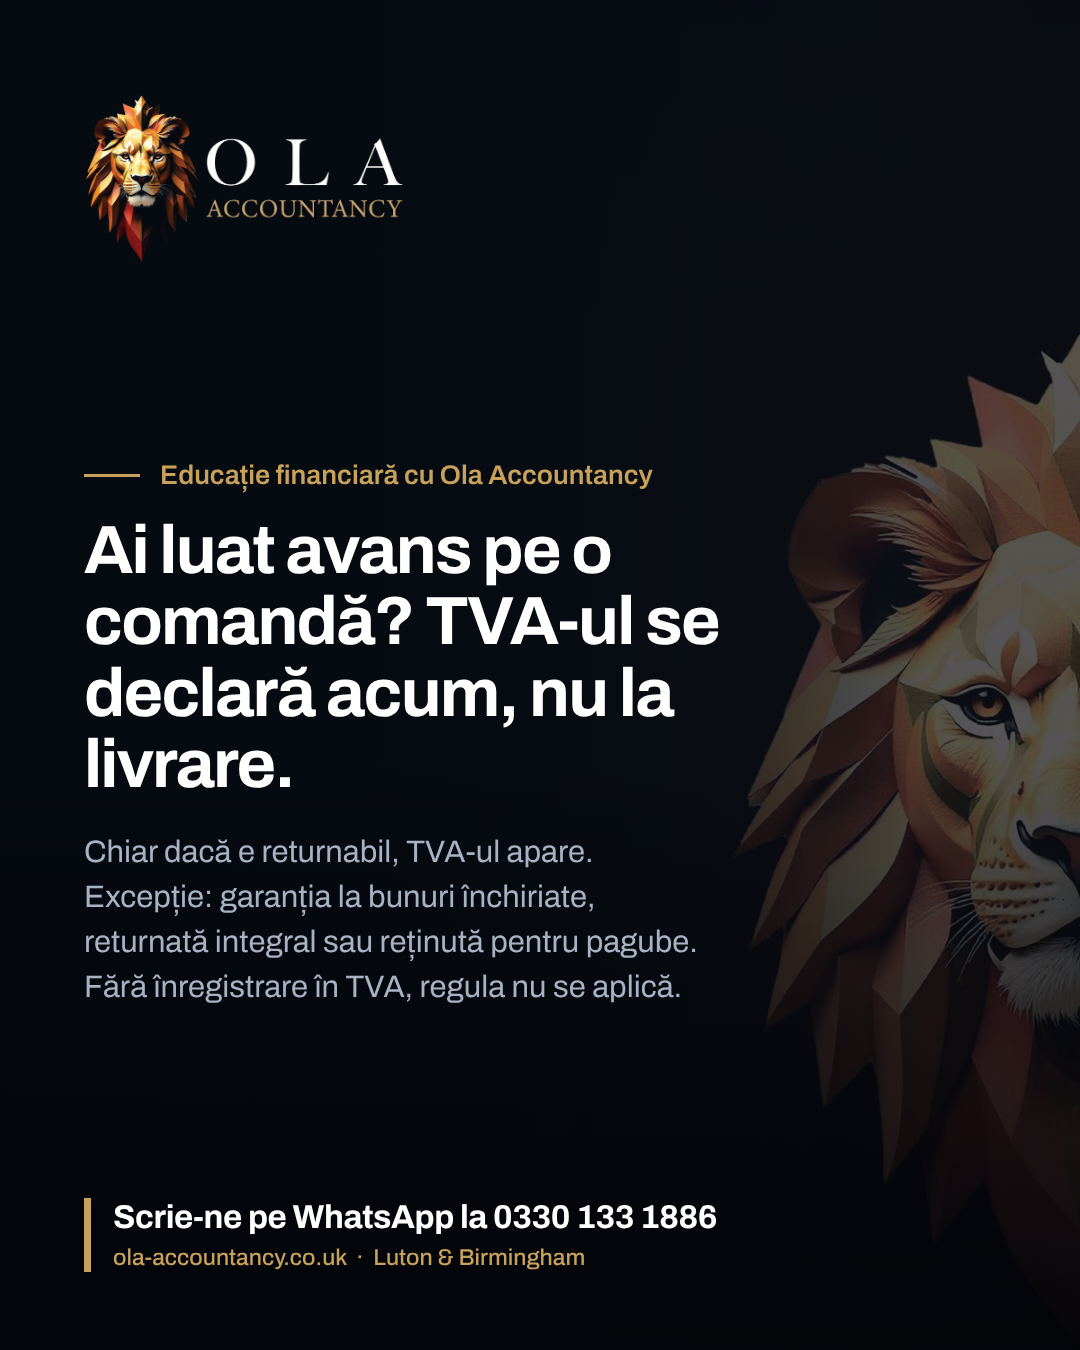 OLA
ACCOUNTANCY
Educație financiară cu Ola Accountancy
Ai luat avans pe o
comandă? TVA-ul se
declară acum, nu la
livrare.
Chiar dacă e returnabil, TVA-ul apare.
Excepție: garanția la bunuri închiriate,
returnată integral sau reținută pentru pagube.
Fără înregistrare în TVA, regula nu se aplică.
Scrie-ne pe WhatsApp la 0330 133 1886
ola-accountancy.co.uk · Luton & Birmingham